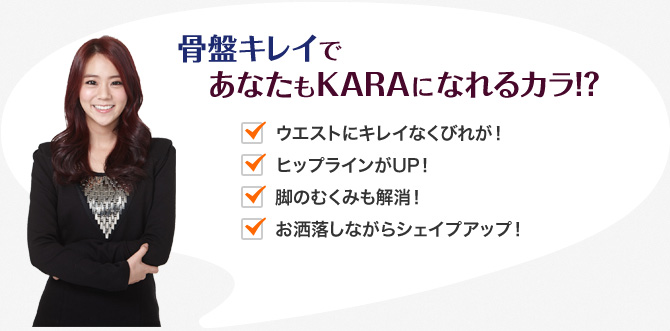 骨盤キレイで
あなたもKARAになれるカラ!?
ウエストにキレイなくびれが！
ヒップラインがUP！
脚のむくみも解消！
お洒落しながらシェイプアップ！